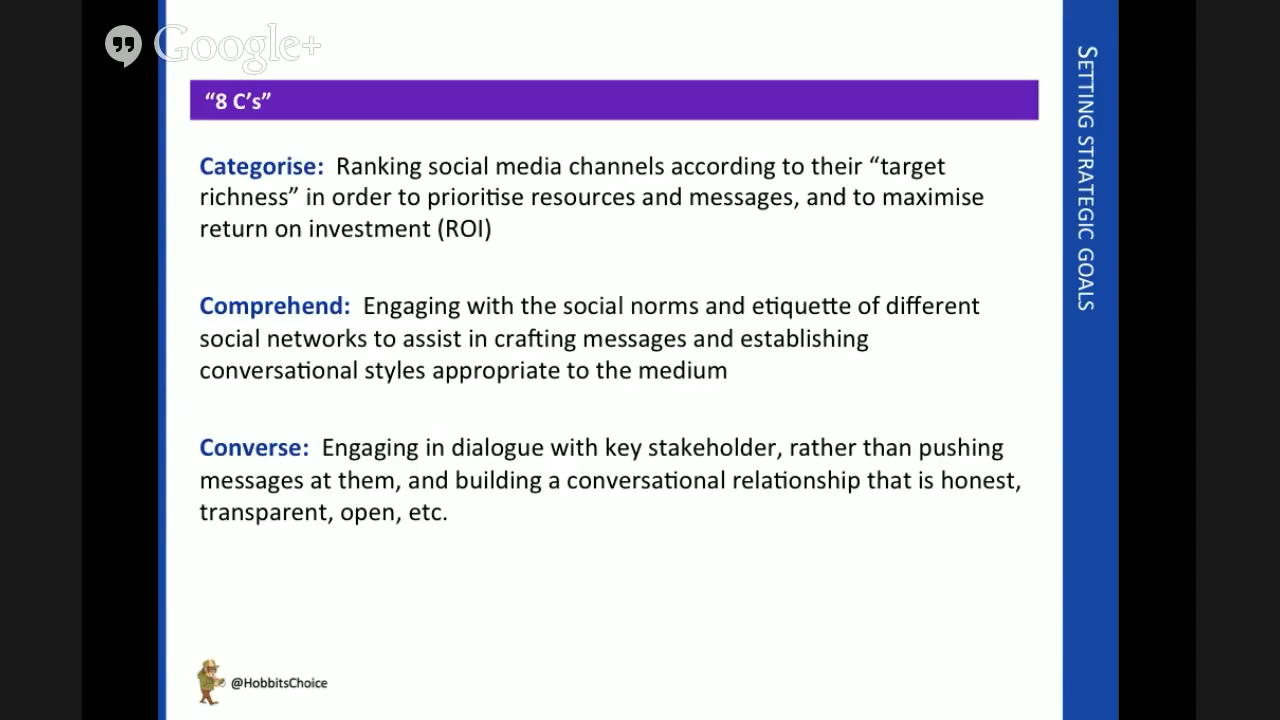 Google+
“8 C’s”
Categorise: Ranking social media channels according to their “target
richness” in order to prioritise resources and messages, and to maximise
return on investment (ROI)
Comprehend: Engaging with the social norms and etiquette of different
social networks to assist in crafting messages and establishing
conversational styles appropriate to the medium
Converse: Engaging in dialogue with key stakeholder, rather than pushing
messages at them, and building a conversational relationship that is honest,
transparent, open, etc.
@HobbitsChoice
SETTING STRATEGIC GOALS